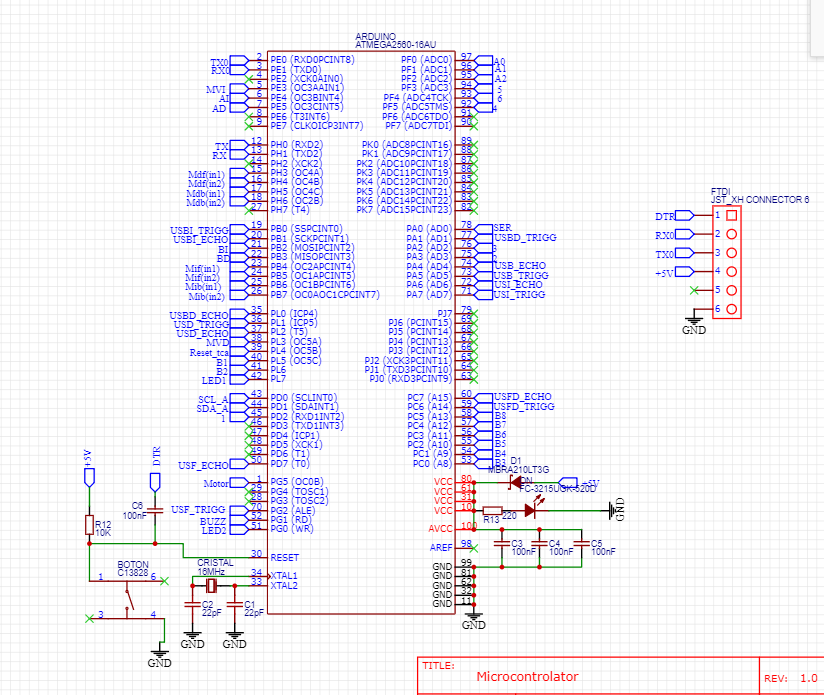 ARDUINO
ATMEGA2560-16AU
TX0 2 PE0 (RXD0PCINT8)
RX0 3 PE1 (TXD0)
4 PE2 (XCK0AIN0)
MVI 5 PE3 (OC3AAIN1)
AI 6 PE4 (OC3BINT4)
AD 7 PE5 (OC3CINT5)
8 PE6 (T3INT6)
9 PE7 (CLKOICP3INT7)
TX 12 PH0 (RXD2)
RX 13 PH1 (TXD2)
14 PH2 (XCK2)
Mdf(in1) 15 PH3 (OC4A)
Mdf(in2) 16 PH4 (OC4B)
Mdb(in1) 17 PH5 (OC4C)
Mdb(in2) 18 PH6 (OC2B)
27 PH7 (T4)
USBI_TRIGG 19 PB0 (SSPCINT0)
USBI_ECHO 20 PB1 (SCKPCINT1)
BI 21 PB2 (MOSIPCINT2)
BD 22 PB3 (MISOPCINT3)
Mif(in1) 23 PB4 (OC2APCINT4)
Mif(in2) 24 PB5 (OC1APCINT5)
Mib(in1) 25 PB6 (OC1BPCINT6)
Mib(in2) 26 PB7 (OC0AOC1CPCINT7)
USBD_ECHO 35 PL0 (ICP4)
USD_TRIGG 36 PL1 (ICP5)
USD_ECHO 37 PL2 (T5)
MVD 38 PL3 (OC5A)
Reset_tca 39 PL4 (OC5B)
B1 40 PL5 (OC5C)
B2 41 PL6
LED1 42 PL7
SCL_A 43 PD0 (SCLINT0)
SDA_A 44 PD1 (SDAINT1)
1 45 PD2 (RXD1INT2)
46 PD3 (TXD1INT3)
47 PD4 (ICP1)
48 PD5 (XCK1)
49 PD6 (T1)
USF_ECHO 50 PD7 (T0)
Motor 1 PG5 (OC0B)
29 PG4 (TOSC1)
28 PG3 (TOSC2)
USF_TRIGG 70 PG2 (ALE)
BUZZ 52 PG1 (RD)
LED2 51 PG0 (WR)
30 RESET
34 XTAL1
33 XTAL2
PF0 (ADC0) 97 A0
PF1 (ADC1) 96 A1
PF2 (ADC2) 95 A2
PF3 (ADC3) 94 5
PF4 (ADC4TCK) 93 6
PF5 (ADC5TMS) 92 4
PF6 (ADC6TDO) 91
PF7 (ADC7TDI) 90
PK0 (ADC8PCINT16) 89
PK1 (ADC9PCINT17) 88
PK2 (ADC10PCINT18) 87
PK3 (ADC11PCINT19) 86
PK4 (ADC12PCINT20) 85
PK5 (ADC13PCINT21) 84
PK6 (ADC14PCINT22) 83
PK7 (ADC15PCINT23) 82
PA0 (AD0) 78 SER
PA1 (AD1) 77 USBD_TRIGG
PA2 (AD2) 76 3
PA3 (AD3) 75 2
PA4 (AD4) 74 USB_ECHO
PA5 (AD5) 73 USB_TRIGG
PA6 (AD6) 72 USI_ECHO
PA7 (AD7) 71 USI_TRIGG
PJ7 79
PJ6 (PCINT15) 69
PJ5 (PCINT14) 68
PJ4 (PCINT13) 67
PJ3 (PCINT12) 66
PJ2 (XCK3PCINT11) 65
PJ1 (TXD3PCINT10) 64
PJ0 (RXD3PCINT9) 63
PC7 (A15) 60 USFD_ECHO
PC6 (A14) 59 USFD_TRIGG
PC5 (A13) 58 B8
PC4 (A12) 57 B7
PC3 (A11) 56 B6
PC2 (A10) 55 B5
PC1 (A9) 54 B4
PC0 (A8) 53 B3
VCC 80
VCC 61
VCC 31
VCC 10
AVCC 100
AREF 98
GND 99
GND 81
GND 62
GND 32
GND 11
GND
D1
MBRA210LT3G
+5V
FC-3215UGK-520D
R13 220
GND
C3
100nF
C4
100nF
C5
100nF
FTDI
JST_XH CONNECTOR 6
DTR 1
RX0 2
TX0 3
+5V 4
5
6
GND
+5V
DTR
C6
100nF
R12
10K
BOTON
C13828
1 6
3 4
GND
CRISTAL
16MHz
C2
22pF
C1
22pF
GND
GND
TITLE:
Microcontrolator
REV: 1.0